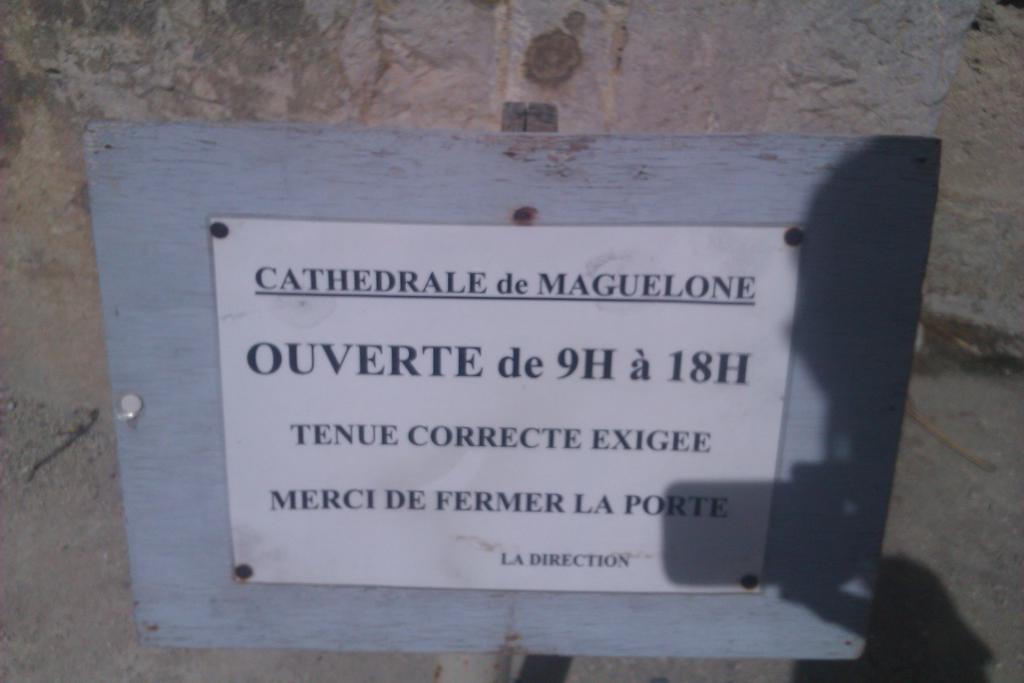 CATHEDRALE de MAGUELONE
OUVERTE de 9H à 18H
TENUE CORRECTE EXIGEE
MERCI DE FERMER LA PORTE
LA DIRECTION